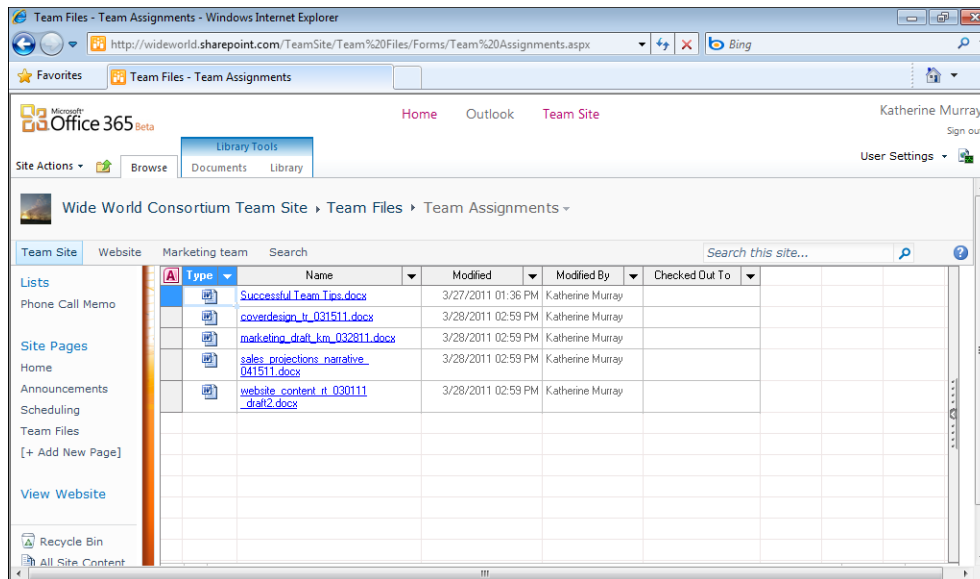 Team Files - Team Assignments - Windows Internet Explorer
http://wideworld.sharepoint.com/TeamSite/Team%20Files/Forms/Team%20Assignments.aspx
Bing
Favorites
Team Files - Team Assignments
Microsoft
Office 365 Beta
Home Outlook Team Site
Katherine Murray
Sign ou
Library Tools
Site Actions Browse Documents Library
User Settings
Wide World Consortium Team Site Team Files Team Assignments
Team Site Website Marketing team Search
Search this site...
Lists
Phone Call Memo
Site Pages
Home
Announcements
Scheduling
Team Files
[+ Add New Page]
View Website
Recycle Bin
All Site Content
A Type Name Modified Modified By Checked Out To
Successful Team Tips.docx 3/27/2011 01:36 PM Katherine Murray
coverdesign_tr_031511.docx 3/28/2011 02:59 PM Katherine Murray
marketing_draft_km_032811.docx 3/28/2011 02:59 PM Katherine Murray
sales_projections_narrative_ 3/28/2011 02:59 PM Katherine Murray
041511.docx
website_content_rt_030111 3/28/2011 02:59 PM Katherine Murray
_draft2.docx